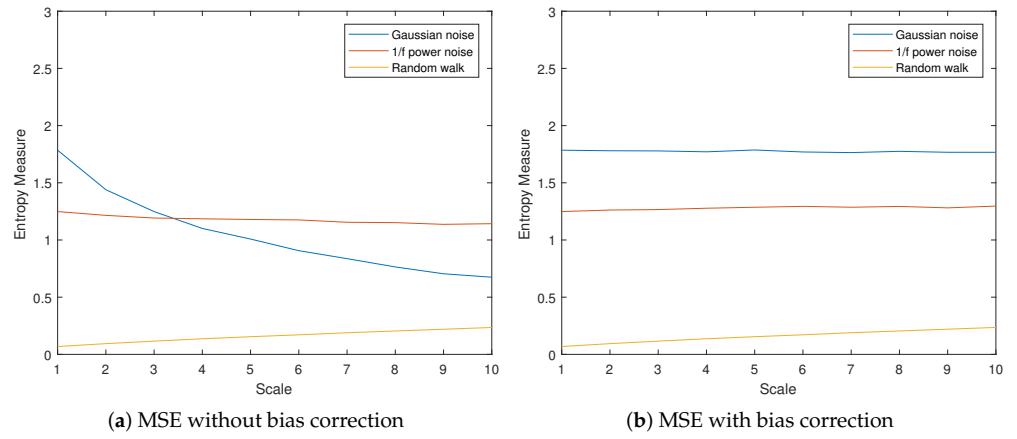 3
2.5
2
1.5
1
0.5
0
Entropy Measure
1 2 3 4 5 6 7 8 9 10
Scale
Gaussian noise
1/f power noise
Random walk
(a) MSE without bias correction
3
2.5
2
1.5
1
0.5
0
Entropy Measure
1 2 3 4 5 6 7 8 9 10
Scale
Gaussian noise
1/f power noise
Random walk
(b) MSE with bias correction